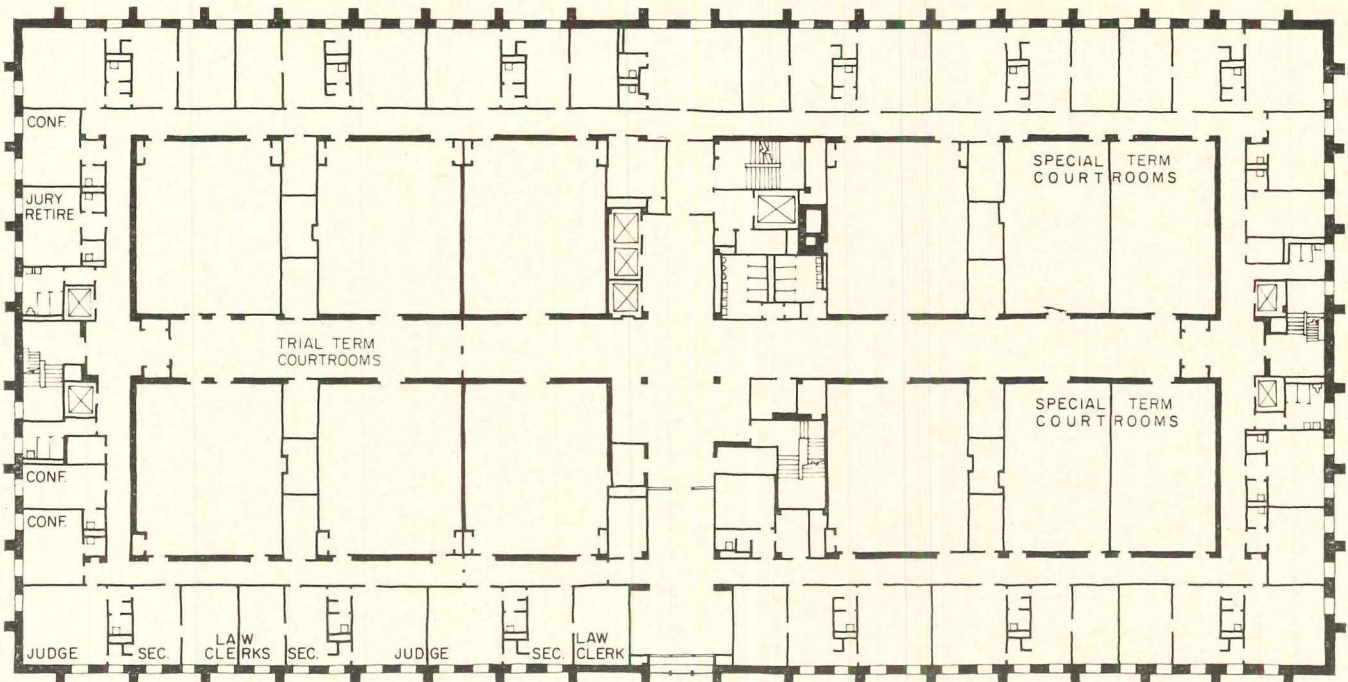 CONF.
SPECIAL TERM
COURTROOMS
JURY
RETIRE
TRIAL TERM
COURTROOMS
SPECIAL TERM
COURTROOMS
CONF.
CONF.
JUDGE
SEC.
LAW
CLERKS
SEC.
JUDGE
SEC.
LAW
CLERK